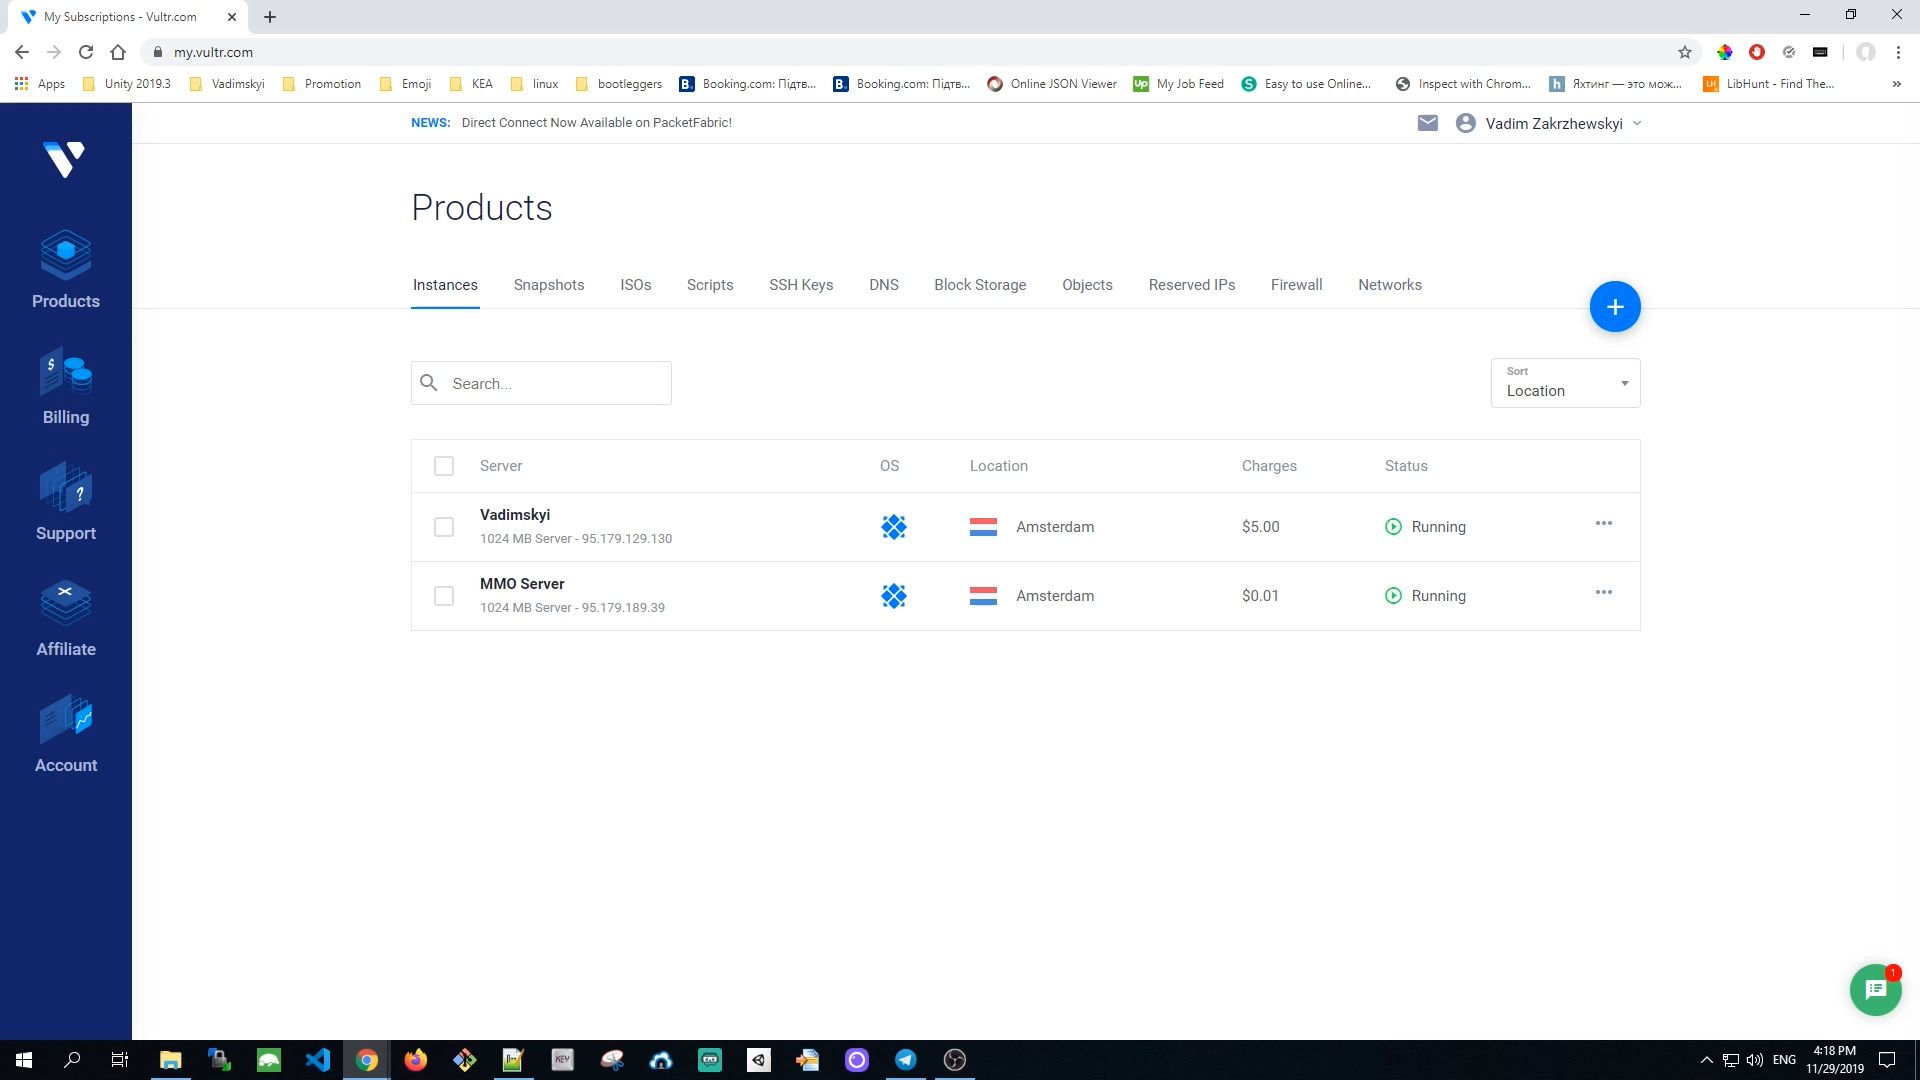 My Subscriptions - Vultr.com
my.vultr.com
Apps Unity 2019.3 Vadimskyi Promotion Emoji KEA linux bootleggers B. Booking.com: Підтв... B. Booking.com: Підтв... Online JSON Viewer Up My Job Feed S Easy to use Online... Inspect with Chrom... h Яхтинг — это мож... LH LibHunt - Find The... »
NEWS: Direct Connect Now Available on PacketFabric! Vadim Zakrzhewskyi
Products
Instances Snapshots ISOs Scripts SSH Keys DNS Block Storage Objects Reserved IPs Firewall Networks
Products
Billing
Support
Affiliate
Account
Search...
Sort
Location
Server OS Location Charges Status
Vadimskyi
1024 MB Server - 95.179.129.130
Amsterdam $5.00 Running
MMO Server
1024 MB Server - 95.179.189.39
Amsterdam $0.01 Running
1
KEY
ENG
4:18 PM
11/29/2019